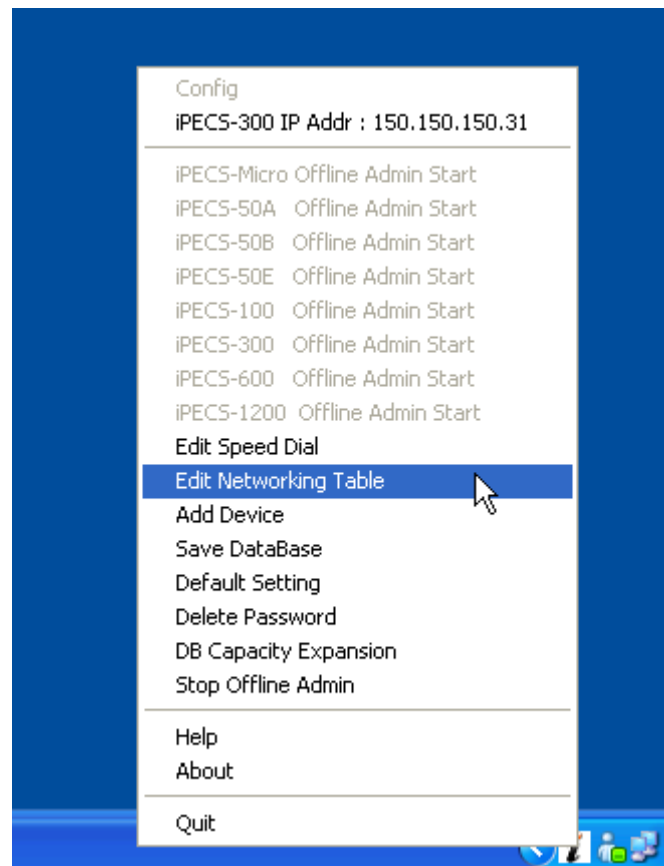 Config
iPECS-300 IP Addr : 150.150.150.31
iPECS-Micro Offline Admin Start
iPECS-50A Offline Admin Start
iPECS-50B Offline Admin Start
iPECS-50E Offline Admin Start
iPECS-100 Offline Admin Start
iPECS-300 Offline Admin Start
iPECS-600 Offline Admin Start
iPECS-1200 Offline Admin Start
Edit Speed Dial
Edit Networking Table
Add Device
Save DataBase
Default Setting
Delete Password
DB Capacity Expansion
Stop Offline Admin
Help
About
Quit